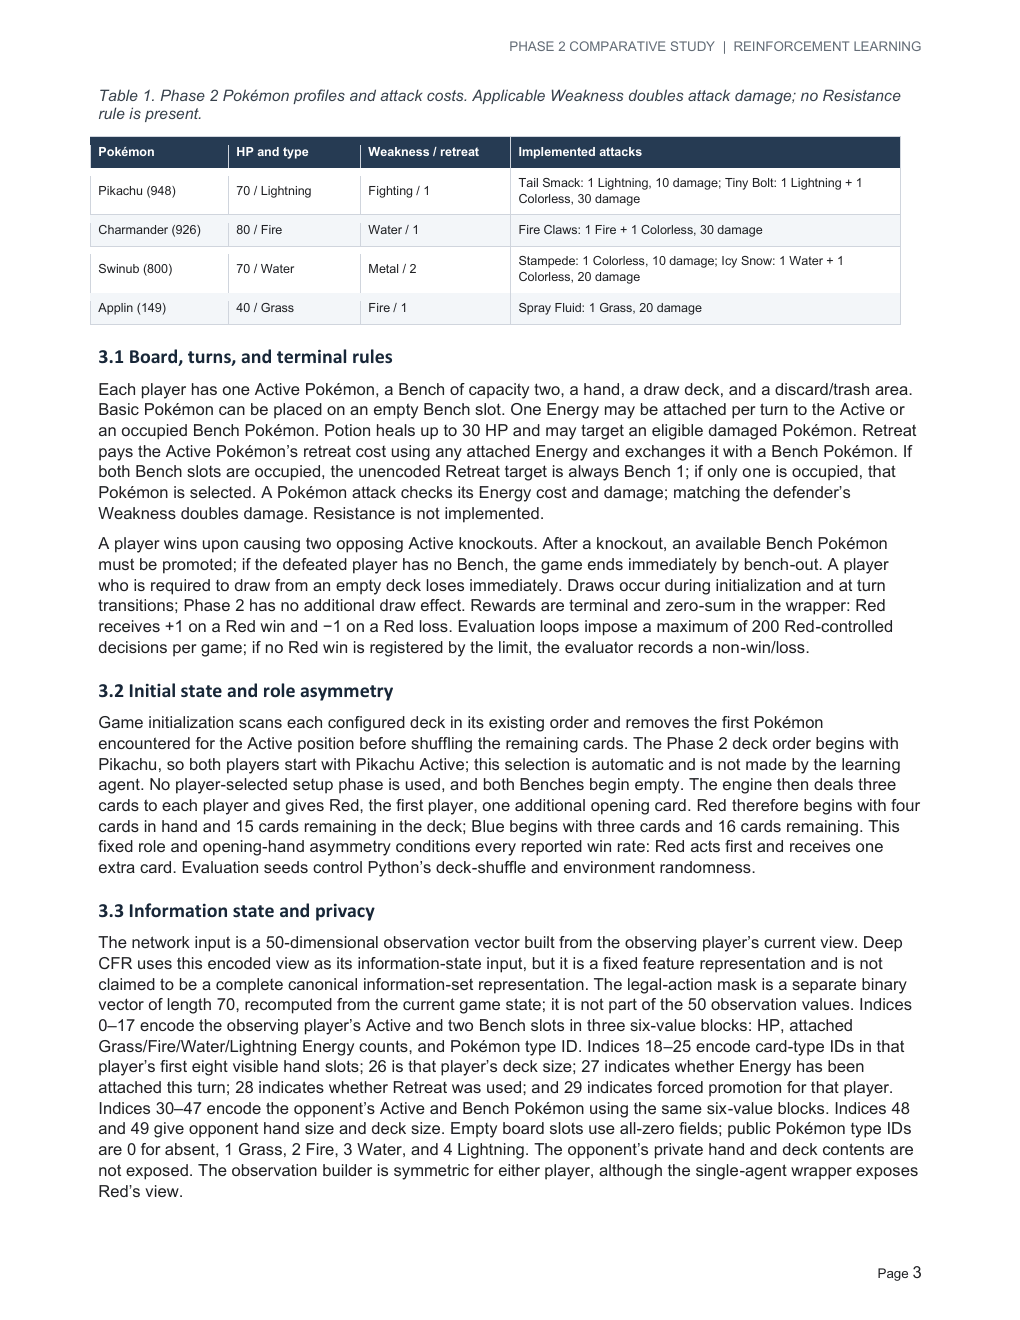 PHASE 2 COMPARATIVE STUDY | REINFORCEMENT LEARNING
Table 1. Phase 2 Pokémon profiles and attack costs. Applicable Weakness doubles attack damage; no Resistance
rule is present.
Pokémon HP and type Weakness / retreat Implemented attacks
Pikachu (948) 70 / Lightning Fighting / 1 Tail Smack: 1 Lightning, 10 damage; Tiny Bolt: 1 Lightning + 1
Colorless, 30 damage
Charmander (926) 80 / Fire Water / 1 Fire Claws: 1 Fire + 1 Colorless, 30 damage
Swinub (800) 70 / Water Metal / 2 Stampede: 1 Colorless, 10 damage; Icy Snow: 1 Water + 1
Colorless, 20 damage
Applin (149) 40 / Grass Fire / 1 Spray Fluid: 1 Grass, 20 damage
3.1 Board, turns, and terminal rules
Each player has one Active Pokémon, a Bench of capacity two, a hand, a draw deck, and a discard/trash area.
Basic Pokémon can be placed on an empty Bench slot. One Energy may be attached per turn to the Active or
an occupied Bench Pokémon. Potion heals up to 30 HP and may target an eligible damaged Pokémon. Retreat
pays the Active Pokémon’s retreat cost using any attached Energy and exchanges it with a Bench Pokémon. If
both Bench slots are occupied, the unencoded Retreat target is always Bench 1; if only one is occupied, that
Pokémon is selected. A Pokémon attack checks its Energy cost and damage; matching the defender’s
Weakness doubles damage. Resistance is not implemented.
A player wins upon causing two opposing Active knockouts. After a knockout, an available Bench Pokémon
must be promoted; if the defeated player has no Bench, the game ends immediately by bench-out. A player
who is required to draw from an empty deck loses immediately. Draws occur during initialization and at turn
transitions; Phase 2 has no additional draw effect. Rewards are terminal and zero-sum in the wrapper: Red
receives +1 on a Red win and −1 on a Red loss. Evaluation loops impose a maximum of 200 Red-controlled
decisions per game; if no Red win is registered by the limit, the evaluator records a non-win/loss.
3.2 Initial state and role asymmetry
Game initialization scans each configured deck in its existing order and removes the first Pokémon
encountered for the Active position before shuffling the remaining cards. The Phase 2 deck order begins with
Pikachu, so both players start with Pikachu Active; this selection is automatic and is not made by the learning
agent. No player-selected setup phase is used, and both Benches begin empty. The engine then deals three
cards to each player and gives Red, the first player, one additional opening card. Red therefore begins with four
cards in hand and 15 cards remaining in the deck; Blue begins with three cards and 16 cards remaining. This
fixed role and opening-hand asymmetry conditions every reported win rate: Red acts first and receives one
extra card. Evaluation seeds control Python’s deck-shuffle and environment randomness.
3.3 Information state and privacy
The network input is a 50-dimensional observation vector built from the observing player’s current view. Deep
CFR uses this encoded view as its information-state input, but it is a fixed feature representation and is not
claimed to be a complete canonical information-set representation. The legal-action mask is a separate binary
vector of length 70, recomputed from the current game state; it is not part of the 50 observation values. Indices
0–17 encode the observing player’s Active and two Bench slots in three six-value blocks: HP, attached
Grass/Fire/Water/Lightning Energy counts, and Pokémon type ID. Indices 18–25 encode card-type IDs in that
player’s first eight visible hand slots; 26 is that player’s deck size; 27 indicates whether Energy has been
attached this turn; 28 indicates whether Retreat was used; and 29 indicates forced promotion for that player.
Indices 30–47 encode the opponent’s Active and Bench Pokémon using the same six-value blocks. Indices 48
and 49 give opponent hand size and deck size. Empty board slots use all-zero fields; public Pokémon type IDs
are 0 for absent, 1 Grass, 2 Fire, 3 Water, and 4 Lightning. The opponent’s private hand and deck contents are
not exposed. The observation builder is symmetric for either player, although the single-agent wrapper exposes
Red’s view.
Page 3